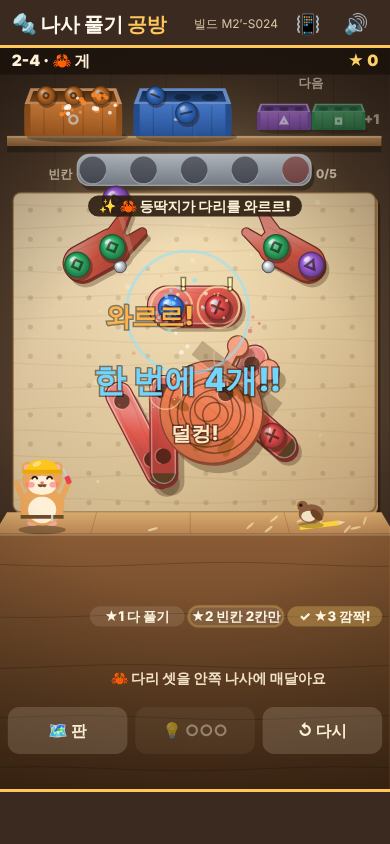 나사 풀기 공방 빌드 M2'-S024
2-4 · 게 ★ 0
다음
+1
빈칸 0/5
✨ 🦀 둥딱지가 다리를 와르르!
! !
와르르!
한 번에 4개!!
덜컹!
★1 다 풀기 ★2 빈칸 2칸만 ✓ ★3 깜짝!
🦀 다리 셋을 안쪽 나사에 매달아요
🗺️ 판 💡 ○○○ ↺ 다시